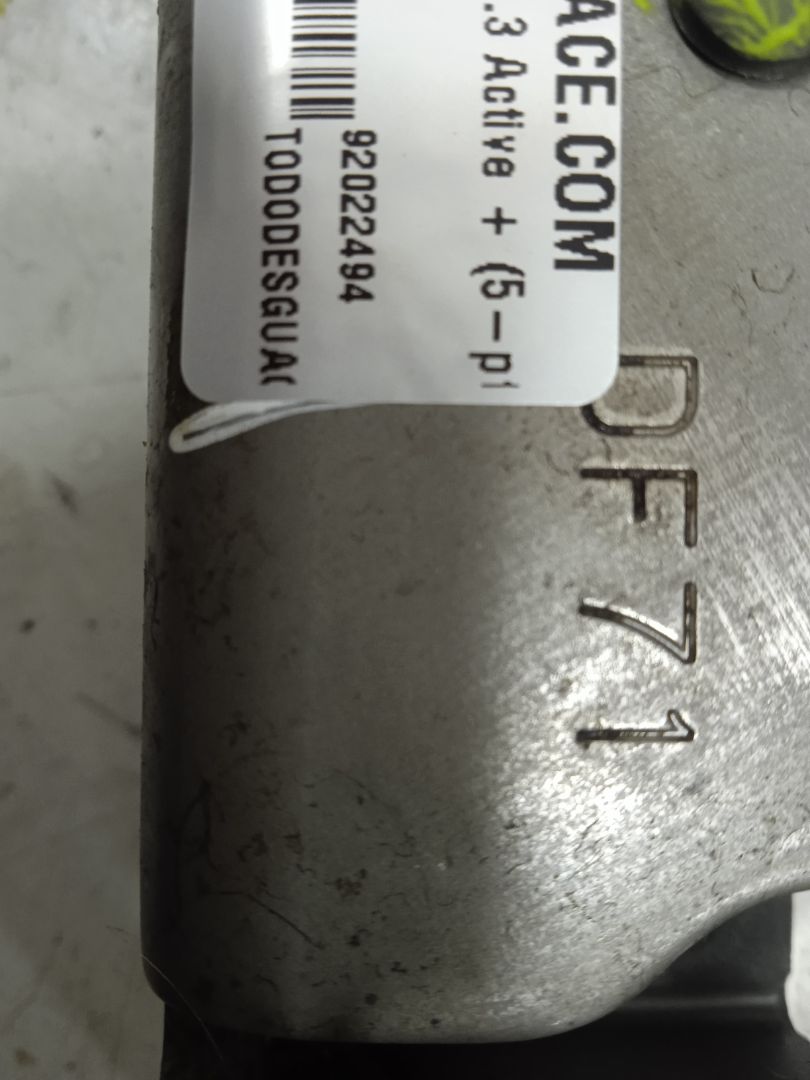 ACE.COM
.3 Active + (5-p
92022494
TODODESGUA
DF71